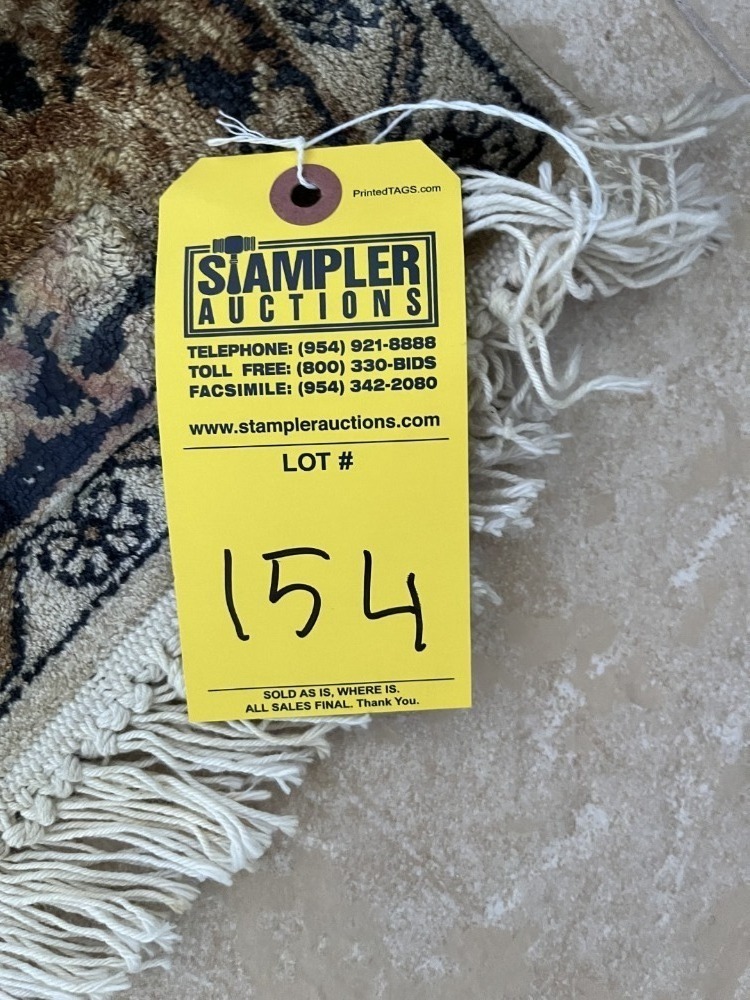 PrintedTAGS.com
STAMPLER
AUCTIONS
TELEPHONE: (954) 921-8888
TOLL FREE: (800) 330-BIDS
FACSIMILE: (954) 342-2080
www.stamplerauctions.com
LOT #
154
SOLD AS IS, WHERE IS.
ALL SALES FINAL. Thank You.